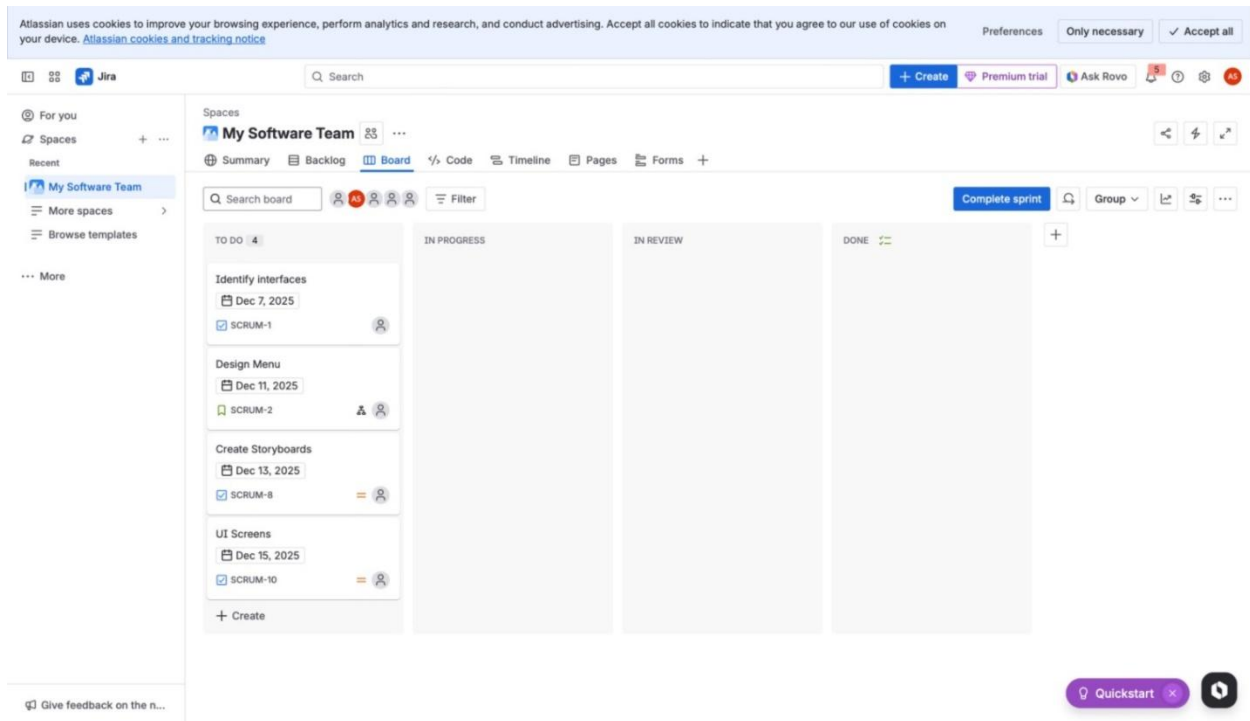 Atlassian uses cookies to improve your browsing experience, perform analytics and research, and conduct advertising. Accept all cookies to indicate that you agree to our use of cookies on
your device. Atlassian cookies and tracking notice
Preferences
Only necessary
Accept all
Jira
Search
Create
Premium trial
Ask Rovo
5
AS
For you
Spaces
Recent
My Software Team
More spaces
Browse templates
More
Give feedback on the n...
Spaces
My Software Team
Summary
Backlog
Board
Code
Timeline
Pages
Forms
Search board
AS
Filter
Complete sprint
Group
TO DO 4
Identify interfaces
Dec 7, 2025
SCRUM-1
Design Menu
Dec 11, 2025
SCRUM-2
Create Storyboards
Dec 13, 2025
SCRUM-8
UI Screens
Dec 15, 2025
SCRUM-10
Create
IN PROGRESS
IN REVIEW
DONE
Quickstart